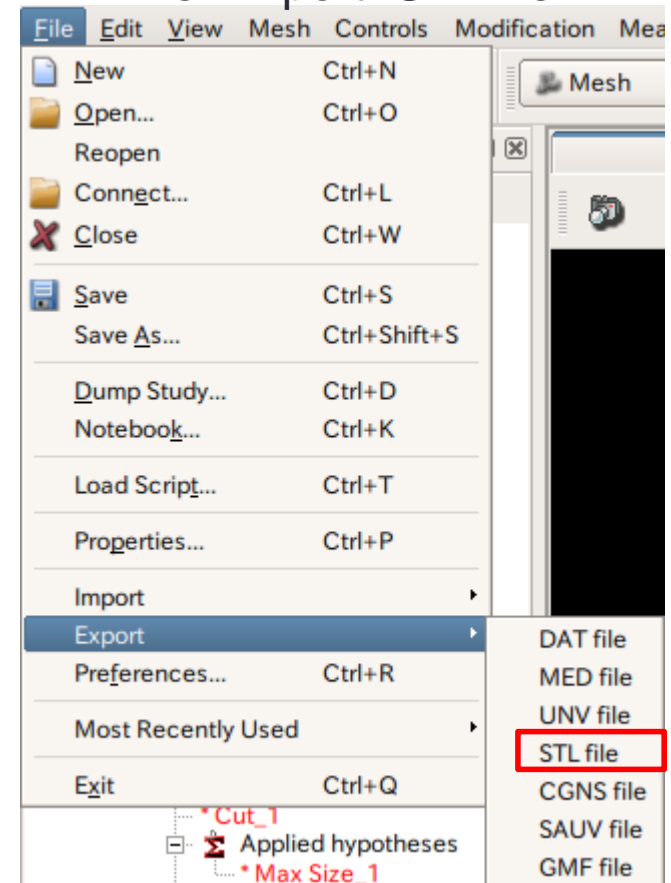 File Edit View Mesh Controls Modification Mea
New Ctrl+N
Mesh
Open... Ctrl+O
Reopen
Connect... Ctrl+L
Close Ctrl+W
Save Ctrl+S
Save As... Ctrl+Shift+S
Dump Study... Ctrl+D
Notebook... Ctrl+K
Load Script... Ctrl+T
Properties... Ctrl+P
Import
Export
Preferences... Ctrl+R
Most Recently Used
Exit Ctrl+Q
DAT file
MED file
UNV file
STL file
CGNS file
SAUV file
GMF file
* Cut_1
Applied hypotheses
* Max Size_1